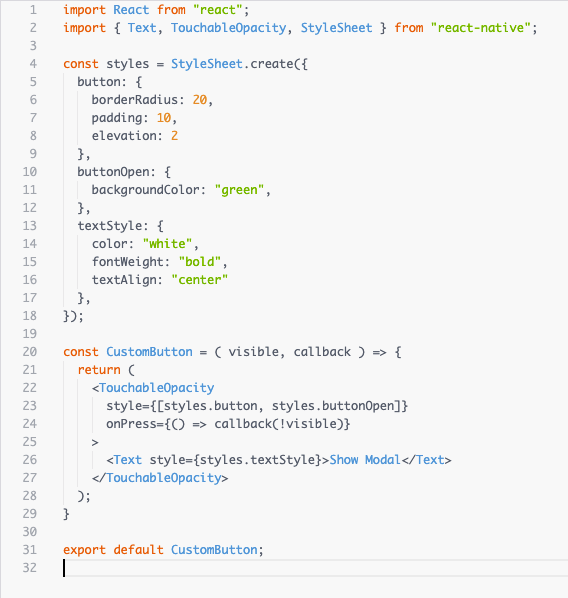 1 import React from "react";
2 import { Text, TouchableOpacity, StyleSheet } from "react-native";
3
4 const styles = StyleSheet.create({
5   button: {
6     borderRadius: 20,
7     padding: 10,
8     elevation: 2
9   },
10   buttonOpen: {
11     backgroundColor: "green",
12   },
13   textStyle: {
14     color: "white",
15     fontWeight: "bold",
16     textAlign: "center"
17   },
18 });
19
20 const CustomButton = ( visible, callback ) => {
21   return (
22     <TouchableOpacity
23       style={[styles.button, styles.buttonOpen]}
24       onPress={() => callback(!visible)}
25     >
26       <Text style={styles.textStyle}>Show Modal</Text>
27     </TouchableOpacity>
28   );
29 }
30
31 export default CustomButton;
32